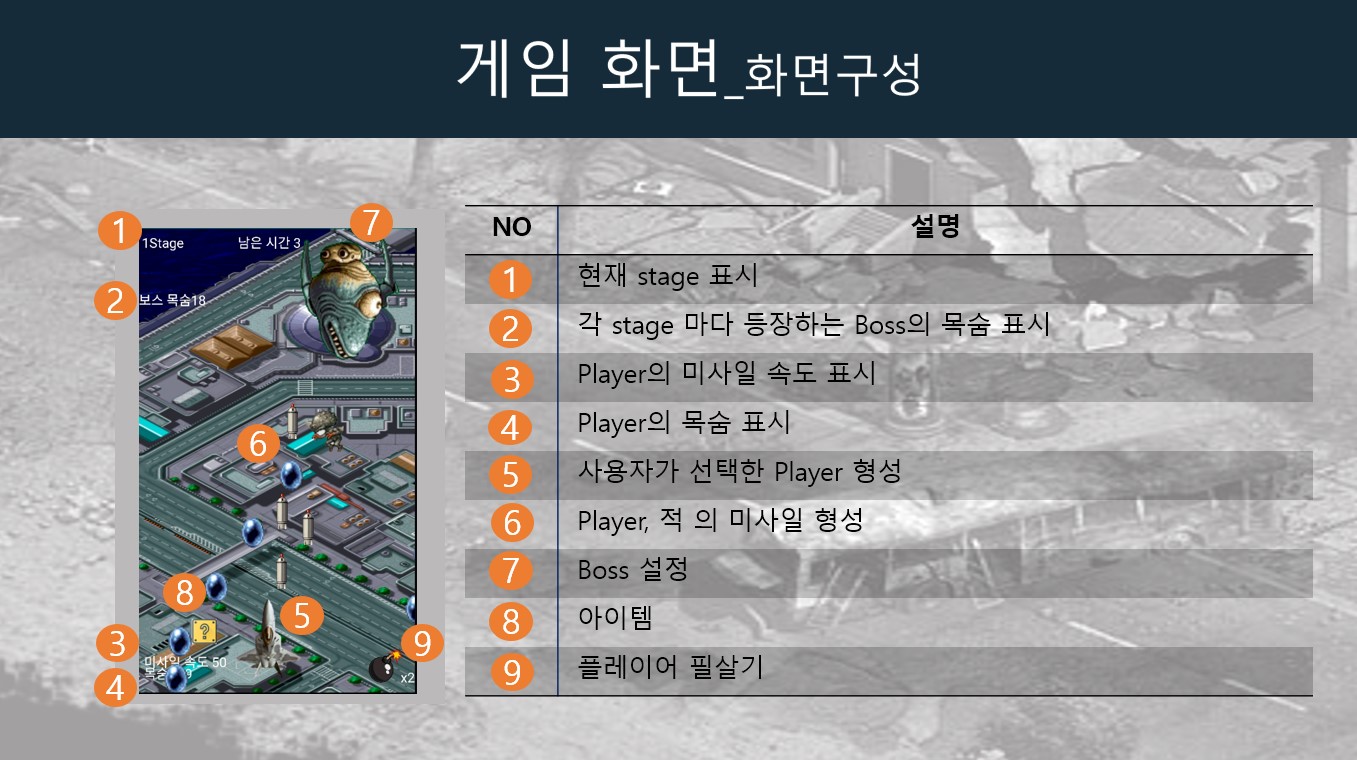 게임 화면_화면구성
1
1Stage
남은 시간 3
7
2
보스 목숨18
6
8
5
3
미사일 속도 50
9
4
목숨 9
x2
NO 설명
1 현재 stage 표시
2 각 stage 마다 등장하는 Boss의 목숨 표시
3 Player의 미사일 속도 표시
4 Player의 목숨 표시
5 사용자가 선택한 Player 형성
6 Player, 적 의 미사일 형성
7 Boss 설정
8 아이템
9 플레이어 필살기